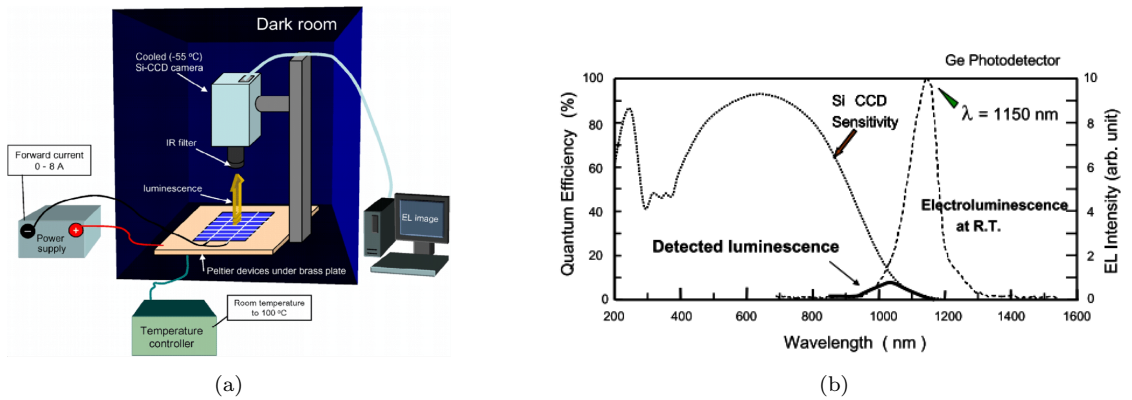 Dark room
Cooled (-55 ºC)
Si-CCD camera
IR filter
Forward current
0 - 8 A
luminescence
EL image
Power
supply
Peltier devices under brass plate
Room temperature
to 100 ºC
Temperature
controller
(a)
Ge Photodetector
100
80
60
40
20
0
Quantum Efficiency (%)
10
8
6
4
2
0
EL Intensity (arb. unit)
Si CCD
Sensitivity
λ = 1150 nm
Electroluminescence
at R.T.
Detected luminescence
200 400 600 800 1000 1200 1400 1600
Wavelength ( nm )
(b)